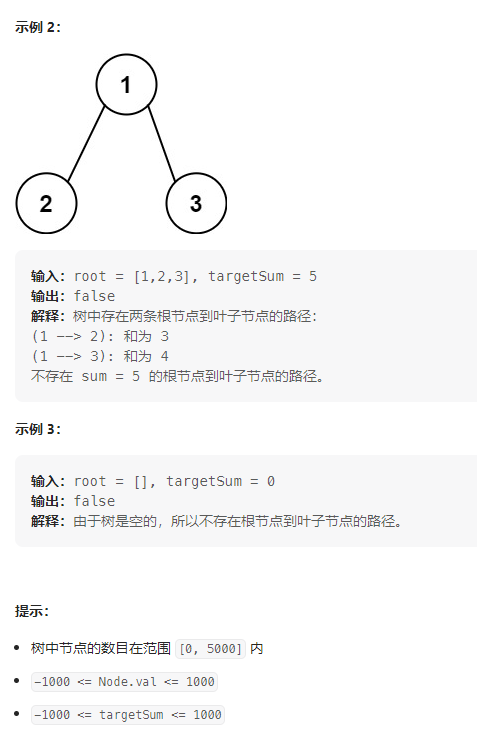 示例 2：
1
2 3
输入：root = [1,2,3], targetSum = 5
输出：false
解释：树中存在两条根节点到叶子节点的路径：
(1 --> 2): 和为 3
(1 --> 3): 和为 4
不存在 sum = 5 的根节点到叶子节点的路径。
示例 3：
输入：root = [], targetSum = 0
输出：false
解释：由于树是空的，所以不存在根节点到叶子节点的路径。
提示：
树中节点的数目在范围 [0, 5000] 内
-1000 <= Node.val <= 1000
-1000 <= targetSum <= 1000